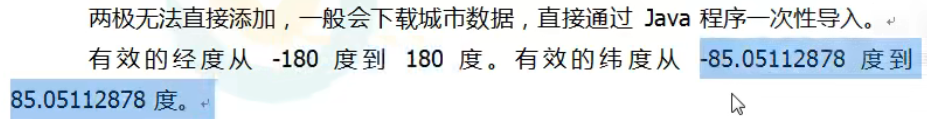 两极无法直接添加，一般会下载城市数据，直接通过 Java 程序一次性导入。
有效的经度从 -180 度到 180 度。有效的纬度从 -85.05112878 度到
85.05112878 度。